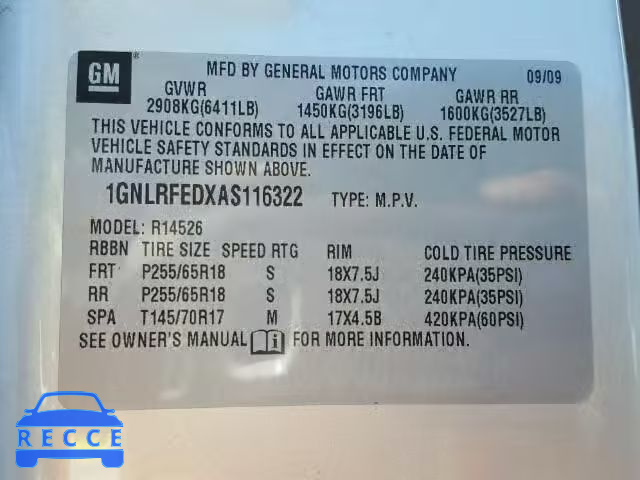 GM
®
MFD BY GENERAL MOTORS COMPANY 09/09
GVWR GAWR FRT GAWR RR
2908KG(6411LB) 1450KG(3196LB) 1600KG(3527LB)
THIS VEHICLE CONFORMS TO ALL APPLICABLE U.S. FEDERAL MOTOR
VEHICLE SAFETY STANDARDS IN EFFECT ON THE DATE OF
MANUFACTURE SHOWN ABOVE.
1GNLRFEDXAS116322 TYPE: M.P.V.
MODEL: R14526
RBBN TIRE SIZE SPEED RTG RIM COLD TIRE PRESSURE
FRT P255/65R18 S 18X7.5J 240KPA(35PSI)
RR P255/65R18 S 18X7.5J 240KPA(35PSI)
SPA T145/70R17 M 17X4.5B 420KPA(60PSI)
SEE OWNER'S MANUAL FOR MORE INFORMATION.
RECCE